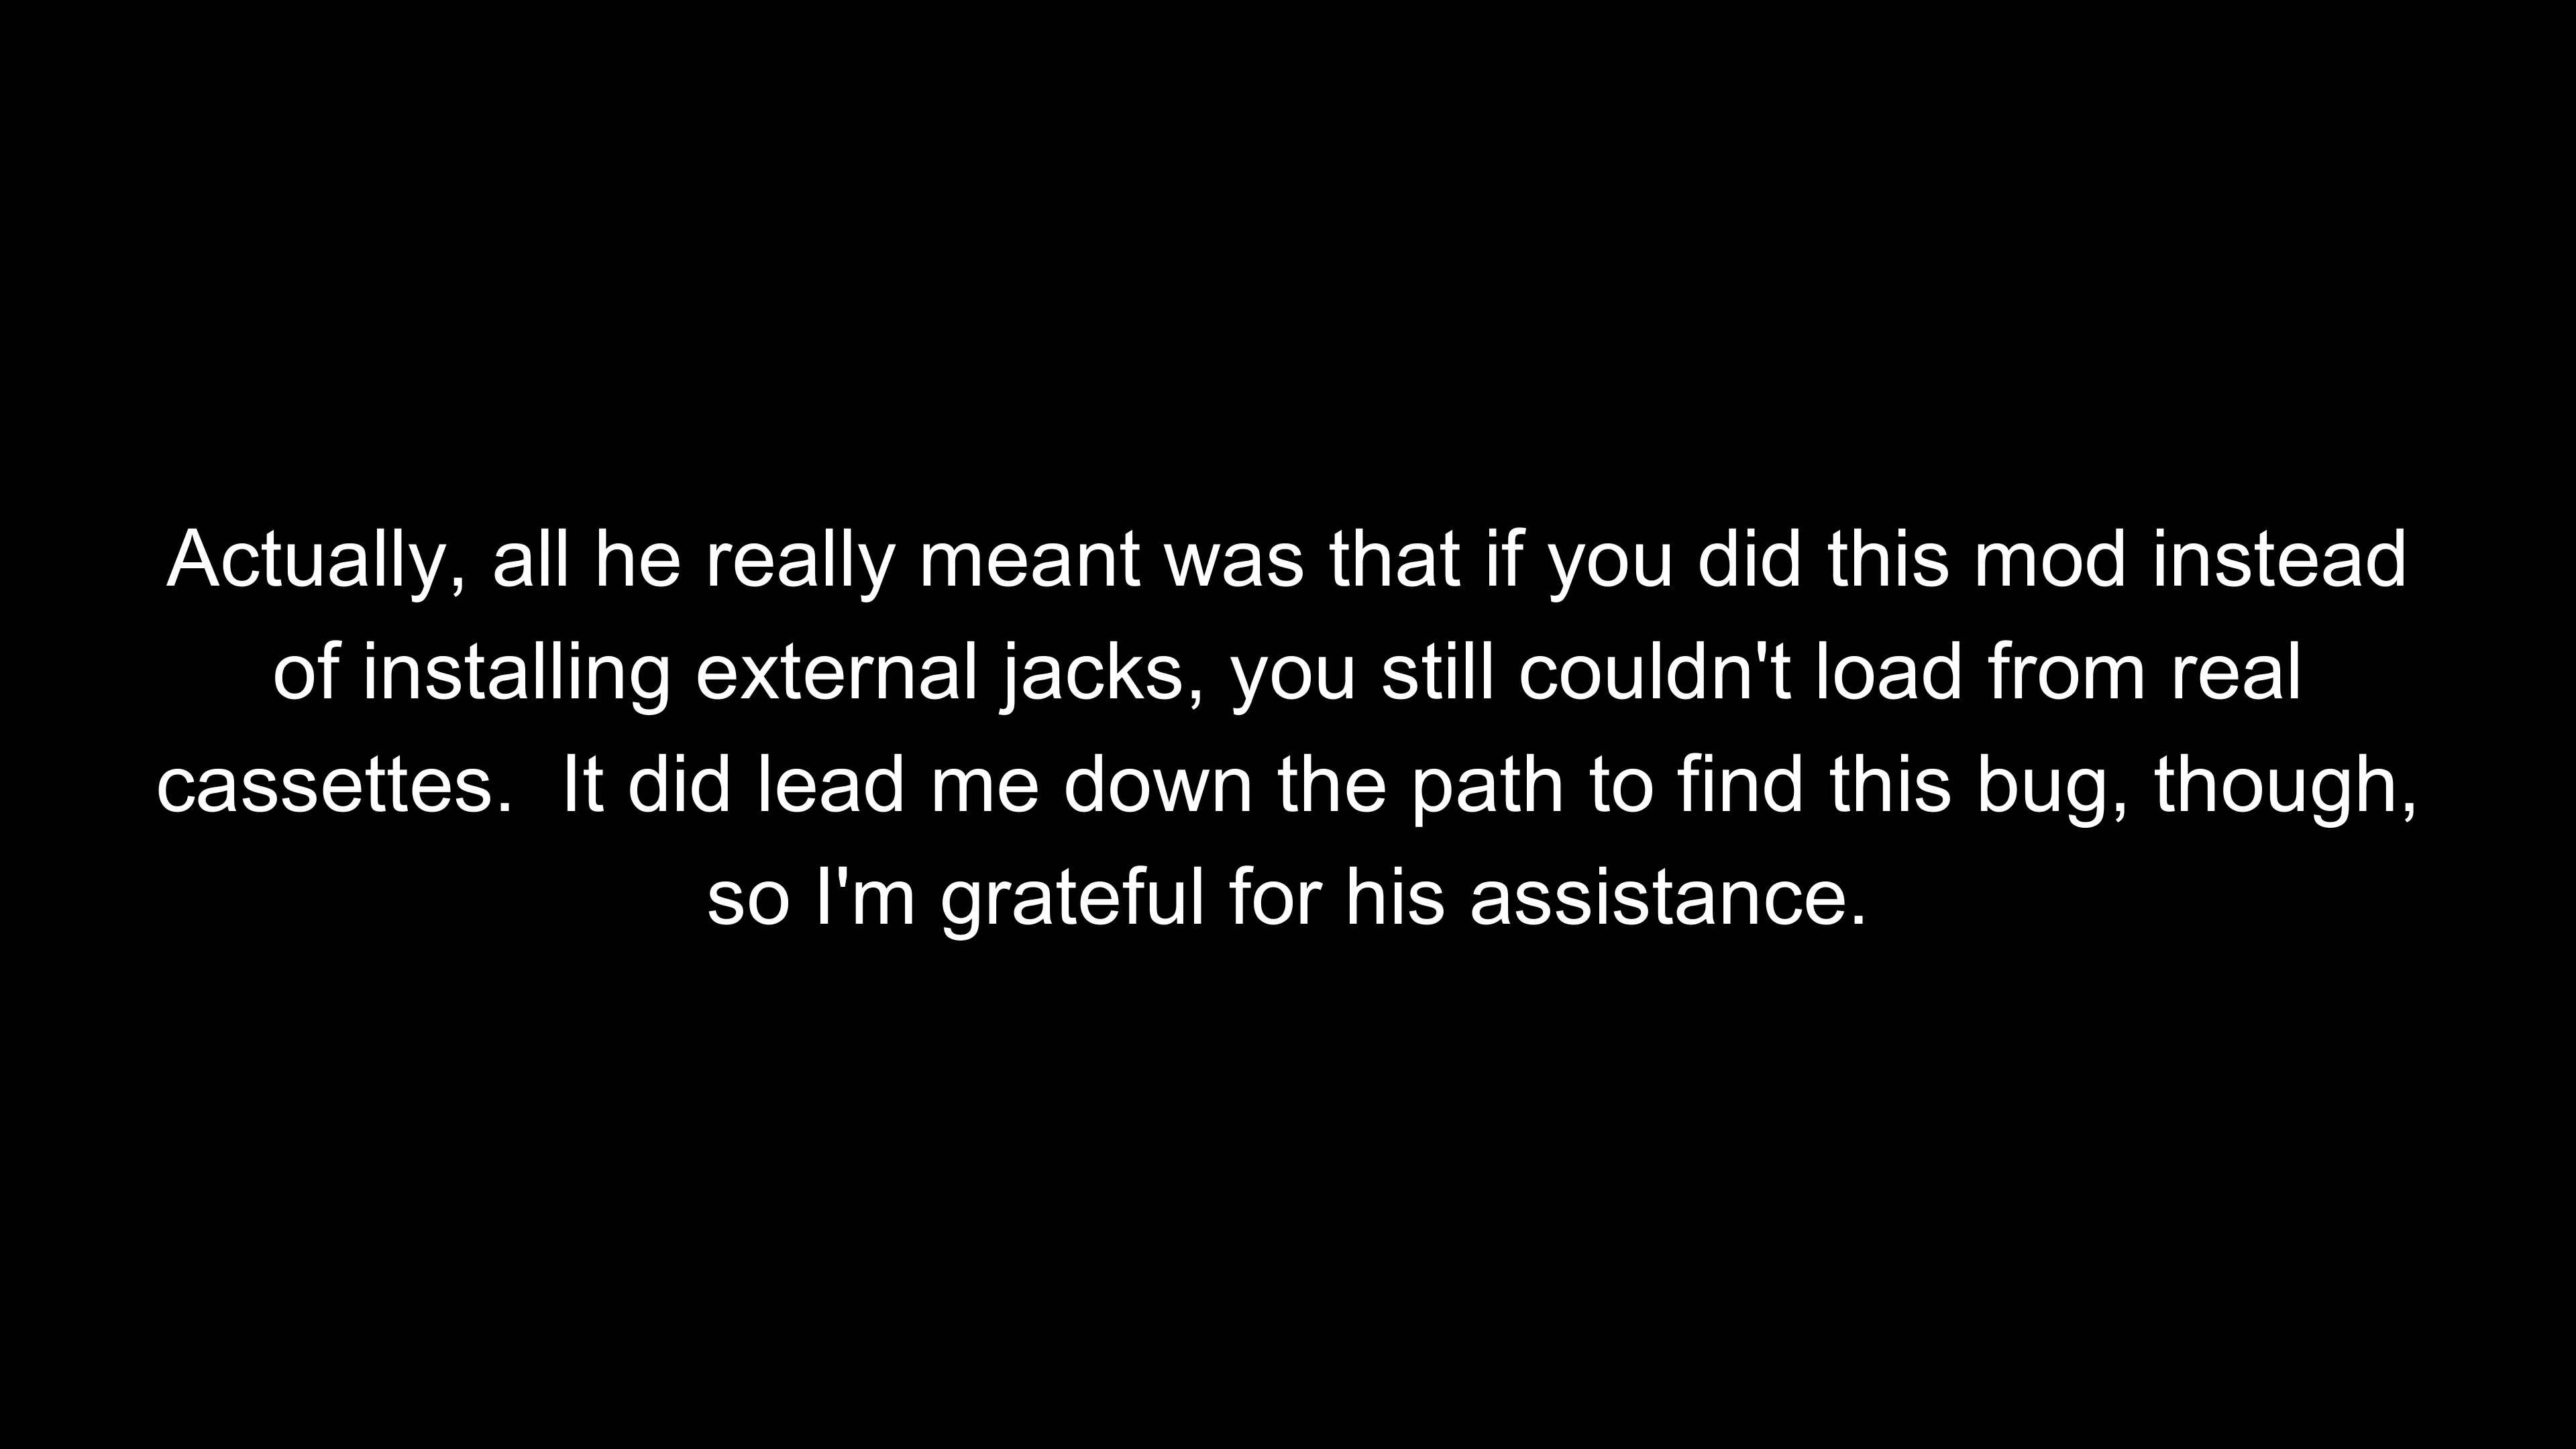 Actually, all he really meant was that if you did this mod instead
of installing external jacks, you still couldn't load from real
cassettes.  It did lead me down the path to find this bug, though,
so I'm grateful for his assistance.